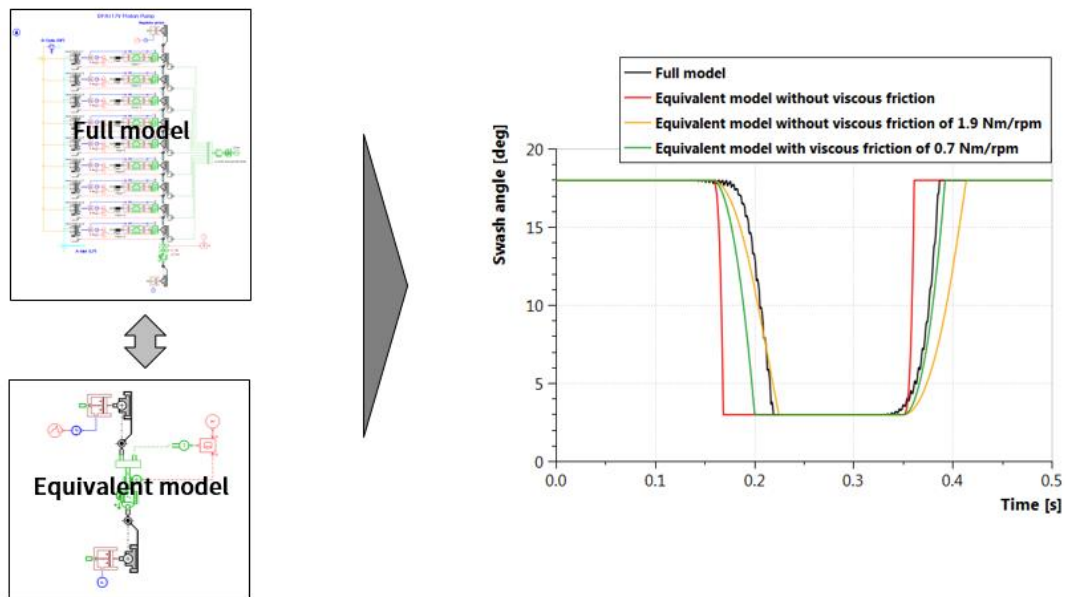 Full model
Equivalent model
Full model
Equivalent model without viscous friction
Equivalent model without viscous friction of 1.9 Nm/rpm
Equivalent model with viscous friction of 0.7 Nm/rpm
Swash angle [deg]
20
15
10
5
0
0.0 0.1 0.2 0.3 0.4 0.5
Time [s]